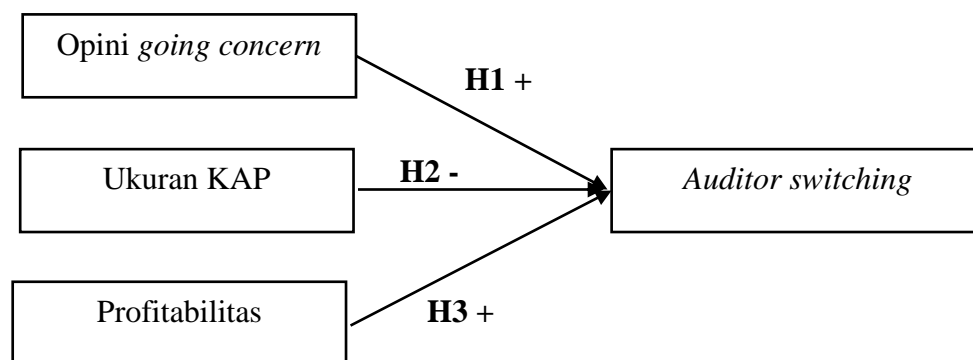 Opini going concern
H1 +
Ukuran KAP
H2 -
Auditor switching
Profitabilitas
H3 +